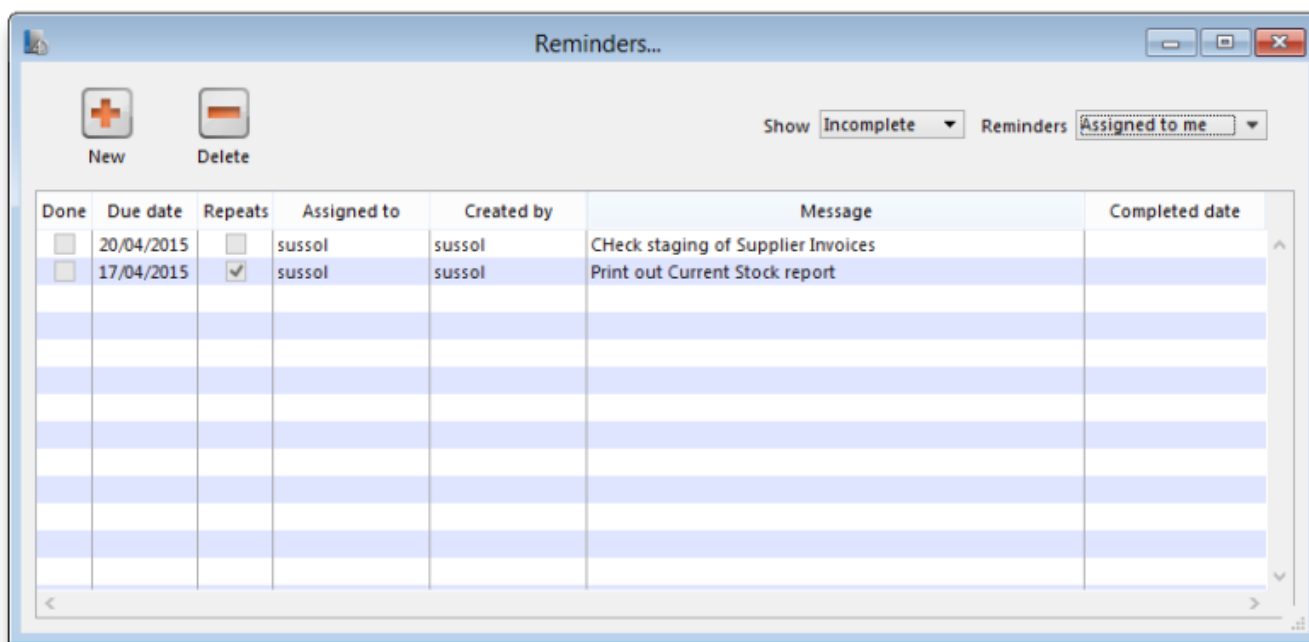 Reminders...
New Delete Show Incomplete Reminders Assigned to me
Done Due date Repeats Assigned to Created by Message Completed date
20/04/2015 sussol sussol CHeck staging of Supplier Invoices
17/04/2015 sussol sussol Print out Current Stock report